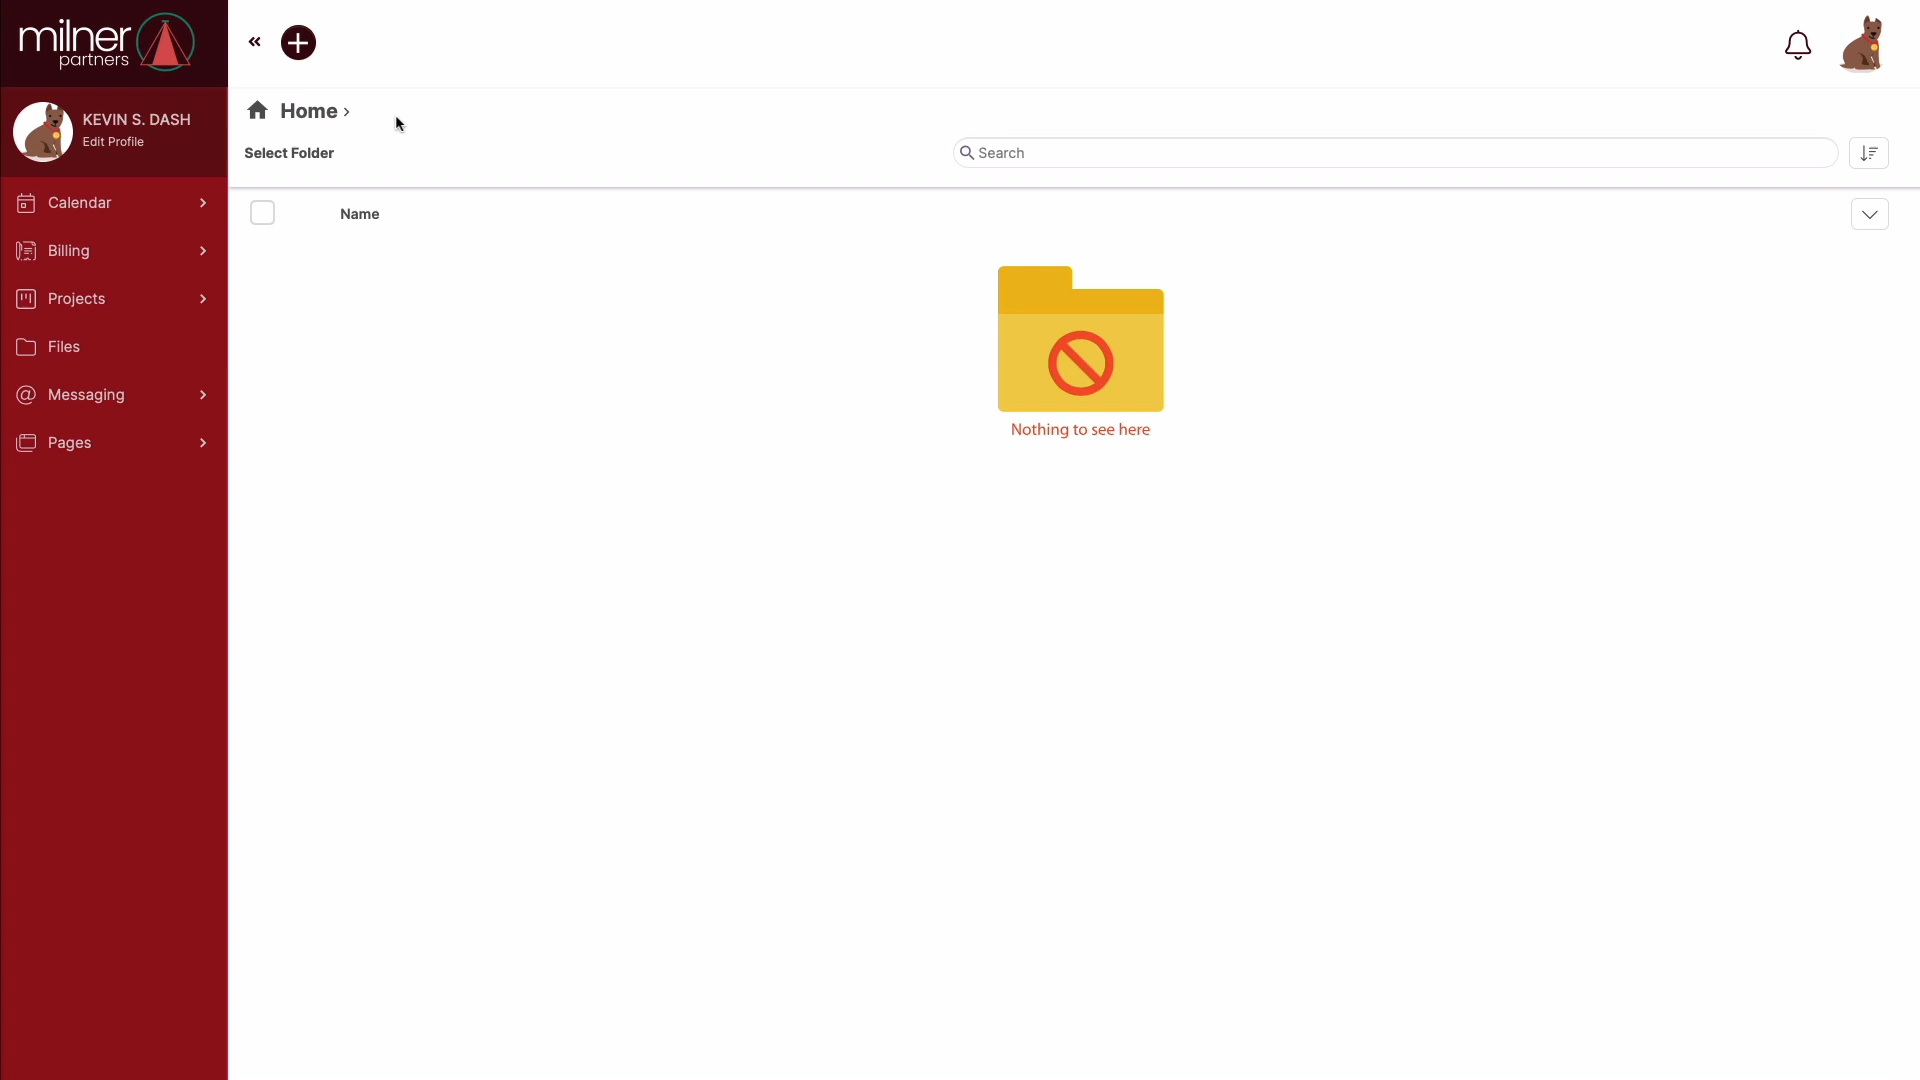 milner
partners
KEVIN S. DASH
Edit Profile
Calendar
Billing
Projects
Files
Messaging
Pages
Home
Select Folder
Search
Name
Nothing to see here